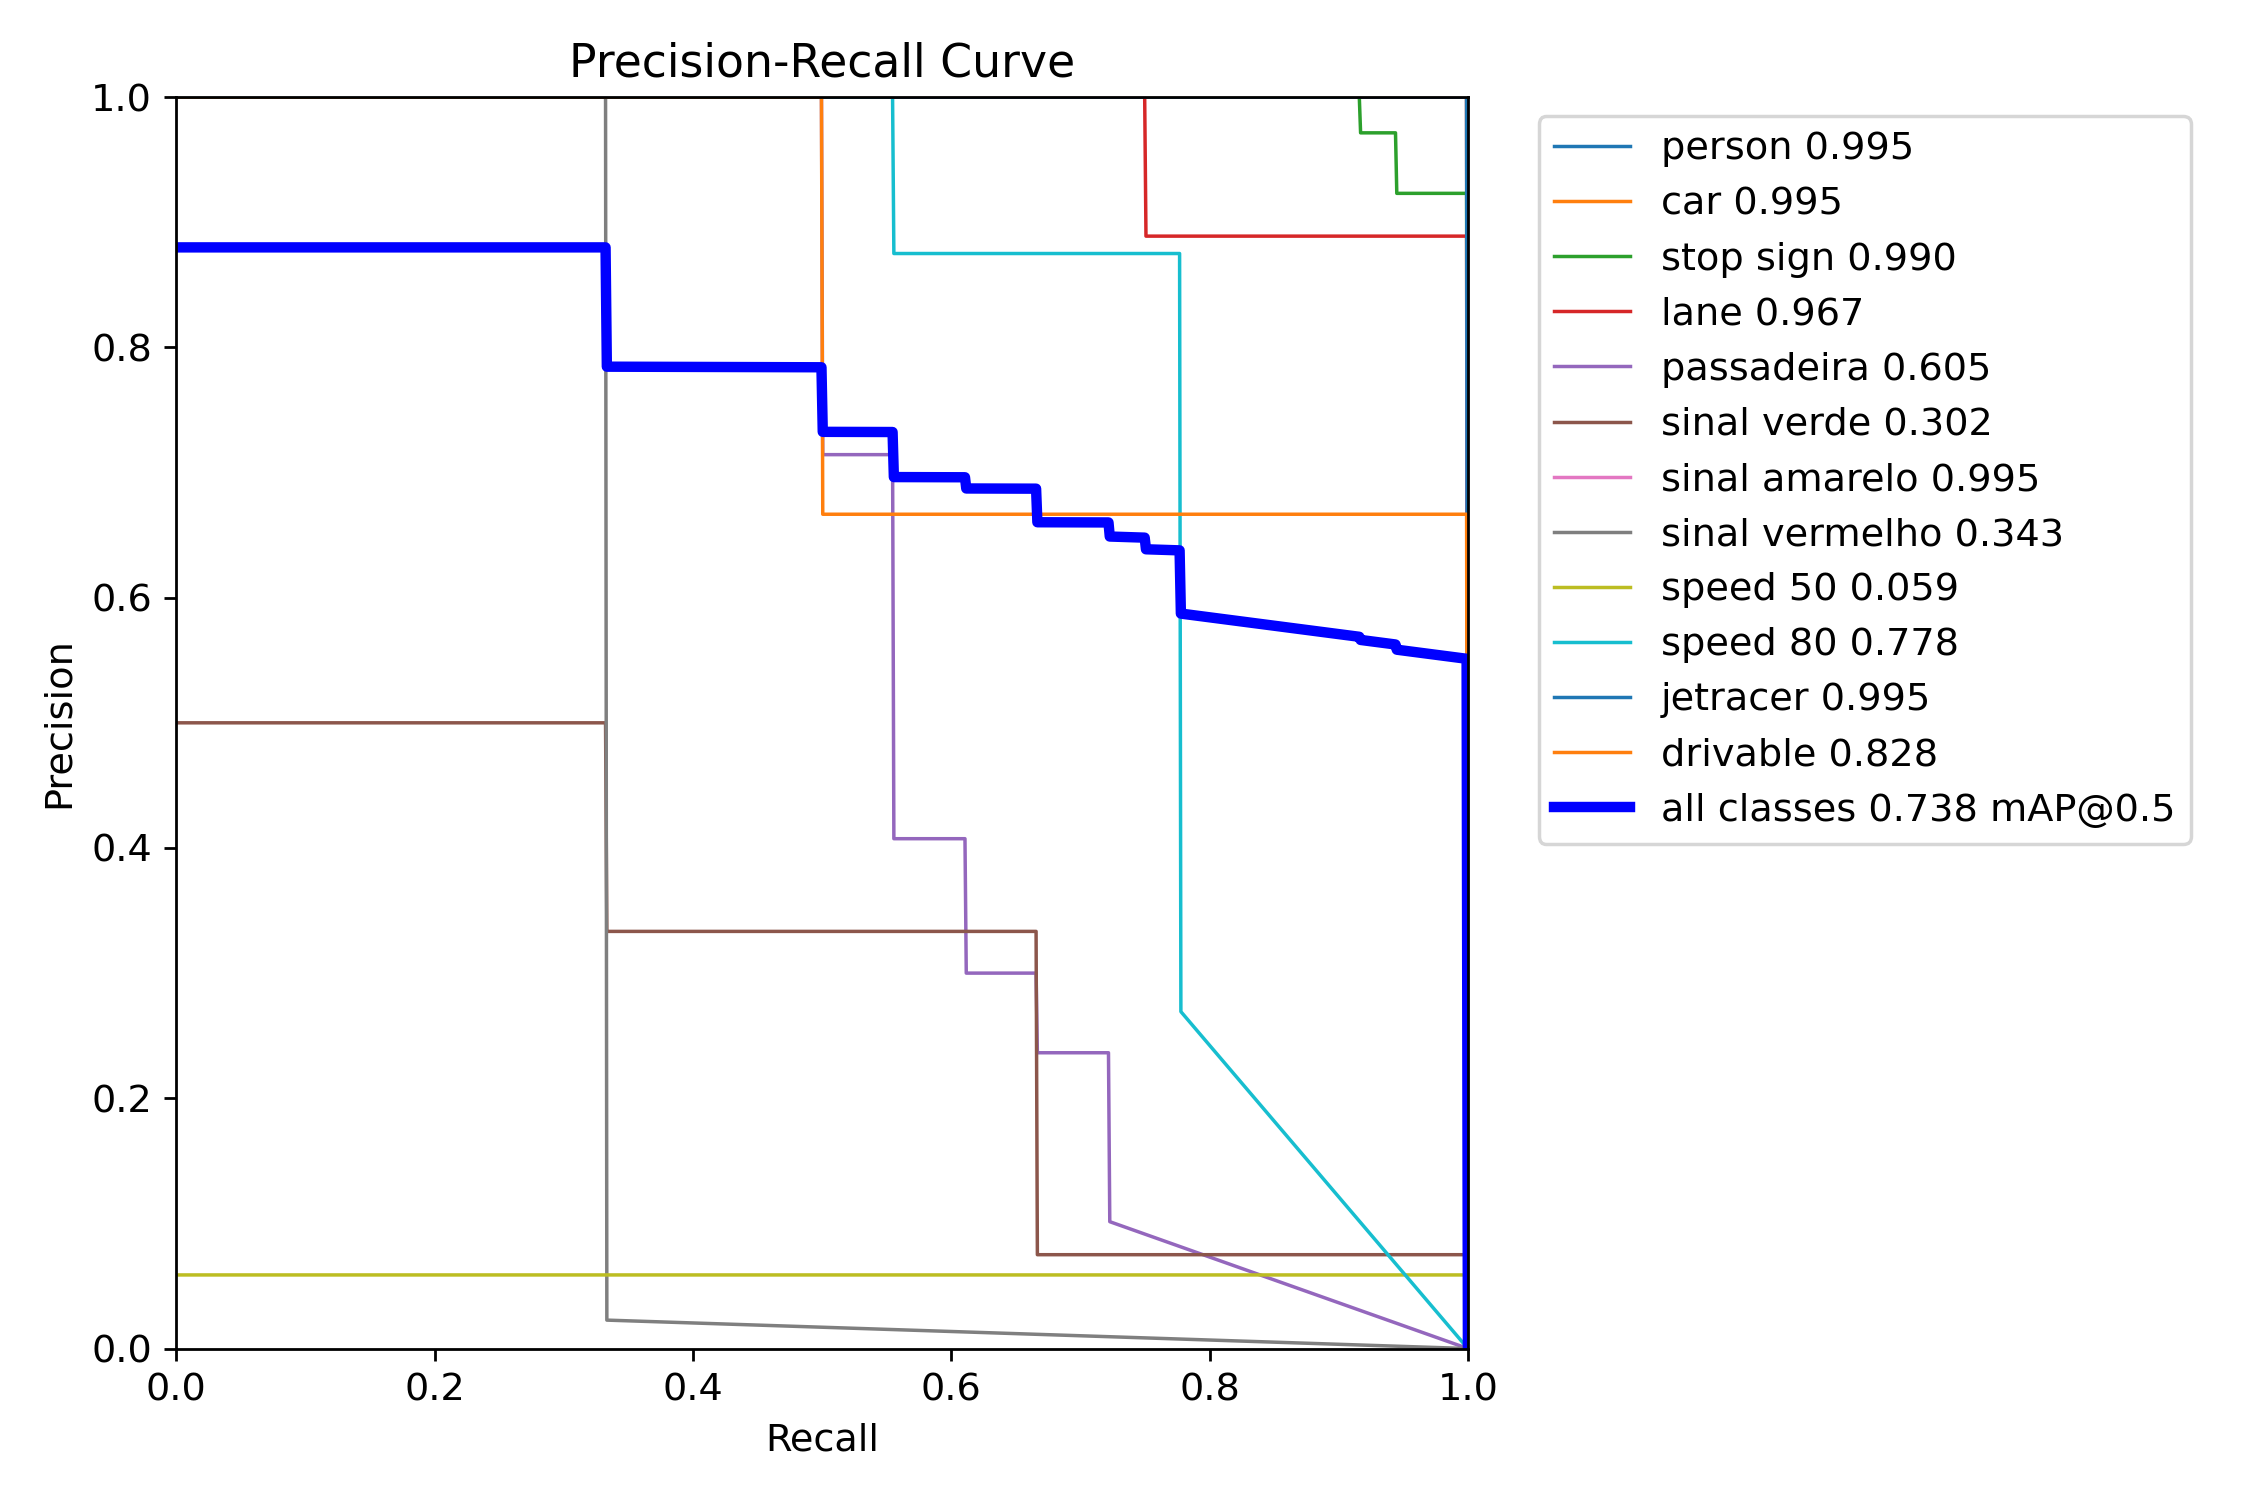 Precision-Recall Curve
1.0
0.8
0.6
0.4
0.2
0.0
Precision
0.0 0.2 0.4 0.6 0.8 1.0
Recall
person 0.995
car 0.995
stop sign 0.990
lane 0.967
passadeira 0.605
sinal verde 0.302
sinal amarelo 0.995
sinal vermelho 0.343
speed 50 0.059
speed 80 0.778
jetracer 0.995
drivable 0.828
all classes 0.738 mAP@0.5